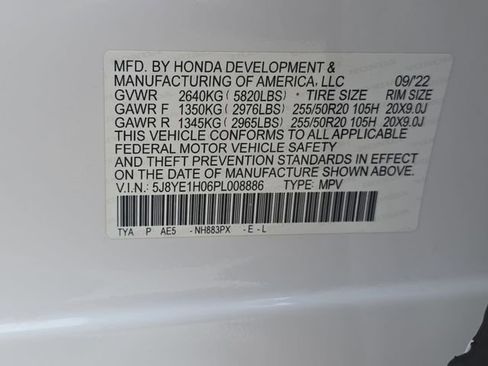 MFD. BY HONDA DEVELOPMENT &
MANUFACTURING OF AMERICA, LLC 09/'22
GVWR 2640KG( 5820LBS) TIRE SIZE RIM SIZE
GAWR F 1350KG( 2976LBS) 255/50R20 105H 20X9.0J
GAWR R 1345KG( 2965LBS) 255/50R20 105H 20X9.0J
THIS VEHICLE CONFORMS TO ALL APPLICABLE
FEDERAL MOTOR VEHICLE SAFETY
AND THEFT PREVENTION STANDARDS IN EFFECT
ON THE DATE OF MANUFACTURE SHOWN ABOVE.
V.I.N.: 5J8YE1H06PL008886 TYPE: MPV
TYA P AE5 -NH883PX -E-L